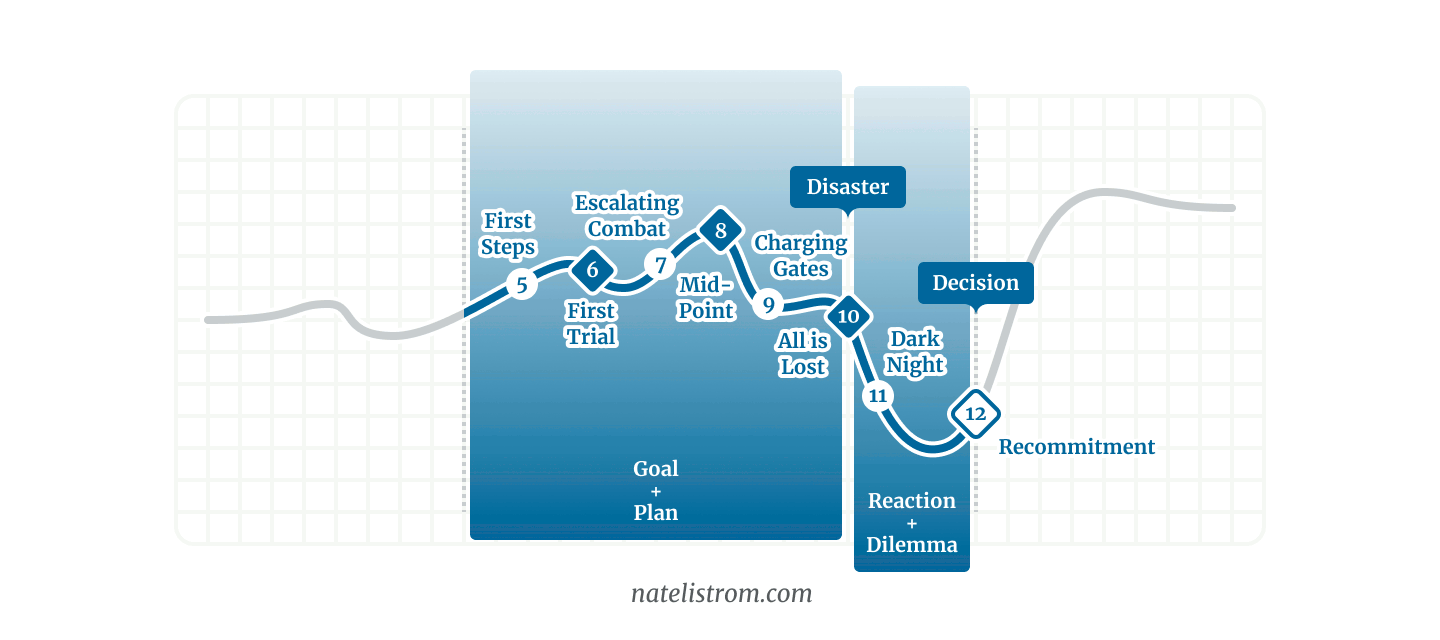 Disaster
Escalating
Combat
First
Steps
8
Charging
Gates
6
7
5
Mid-
Point
Decision
9
10
First
Trial
All is
Lost
Dark
Night
11
12
Recommitment
Goal
+
Plan
Reaction
+
Dilemma
natelistrom.com